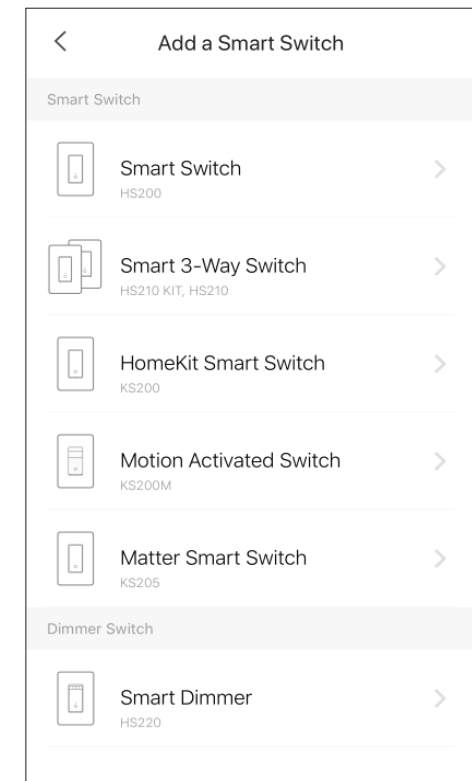 Add a Smart Switch
Smart Switch
Smart Switch
HS200
Smart 3-Way Switch
HS210 KIT, HS210
HomeKit Smart Switch
KS200
Motion Activated Switch
KS200M
Matter Smart Switch
KS205
Dimmer Switch
Smart Dimmer
HS220